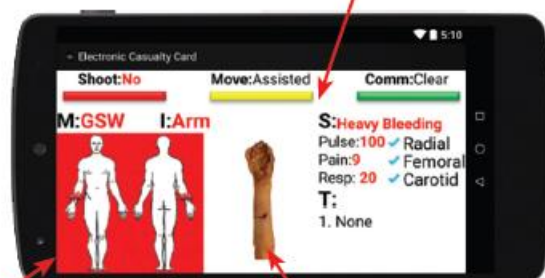 5:10
- Electronic Casualty Card
Shoot:No
Move:Assisted
Comm:Clear
M:GSW
I:Arm
S:Heavy Bleeding
Pulse:100 ✓ Radial
Pain:9 ✓ Femoral
Resp: 20 ✓ Carotid
T:
1. None